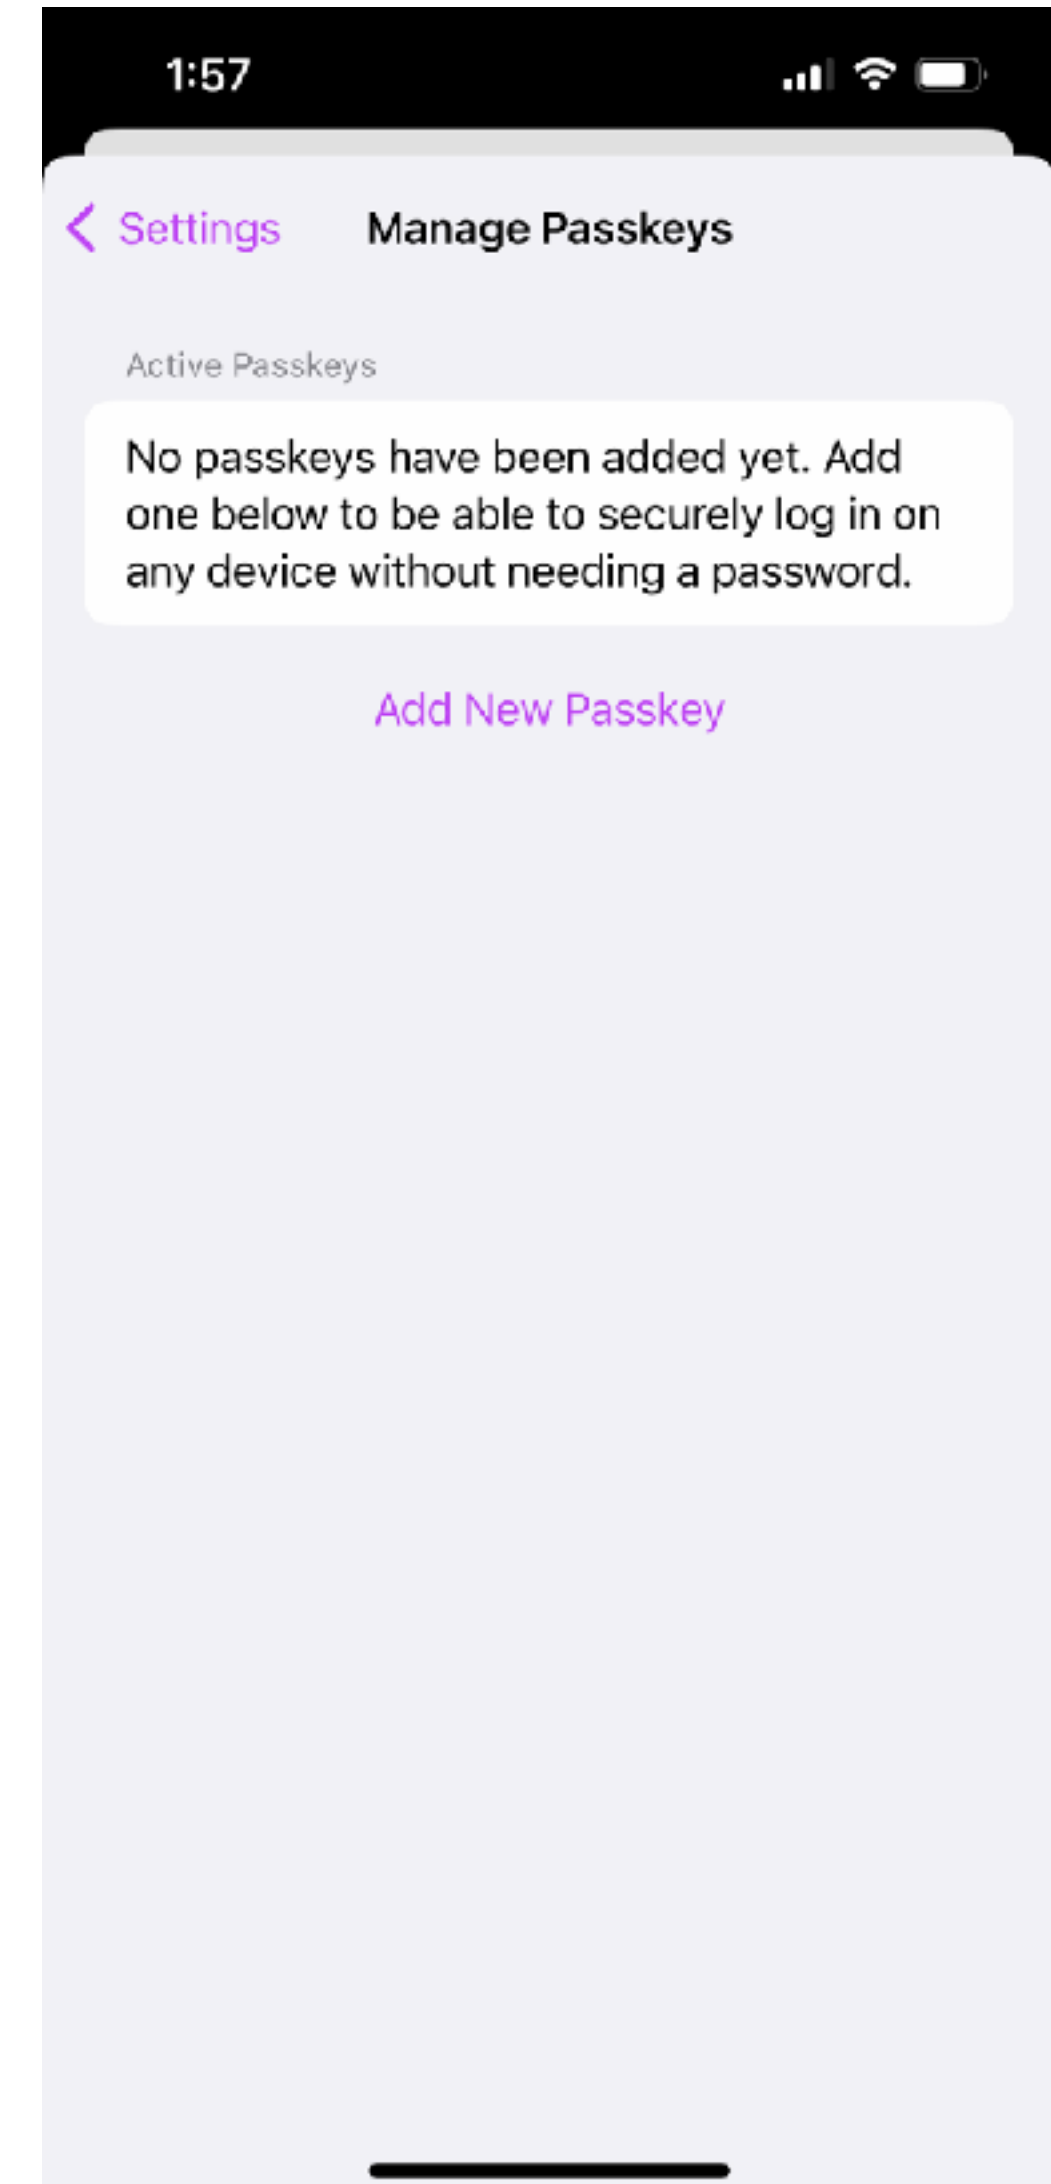 1:57
Settings
Manage Passkeys
Active Passkeys
No passkeys have been added yet. Add
one below to be able to securely log in on
any device without needing a password.
Add New Passkey